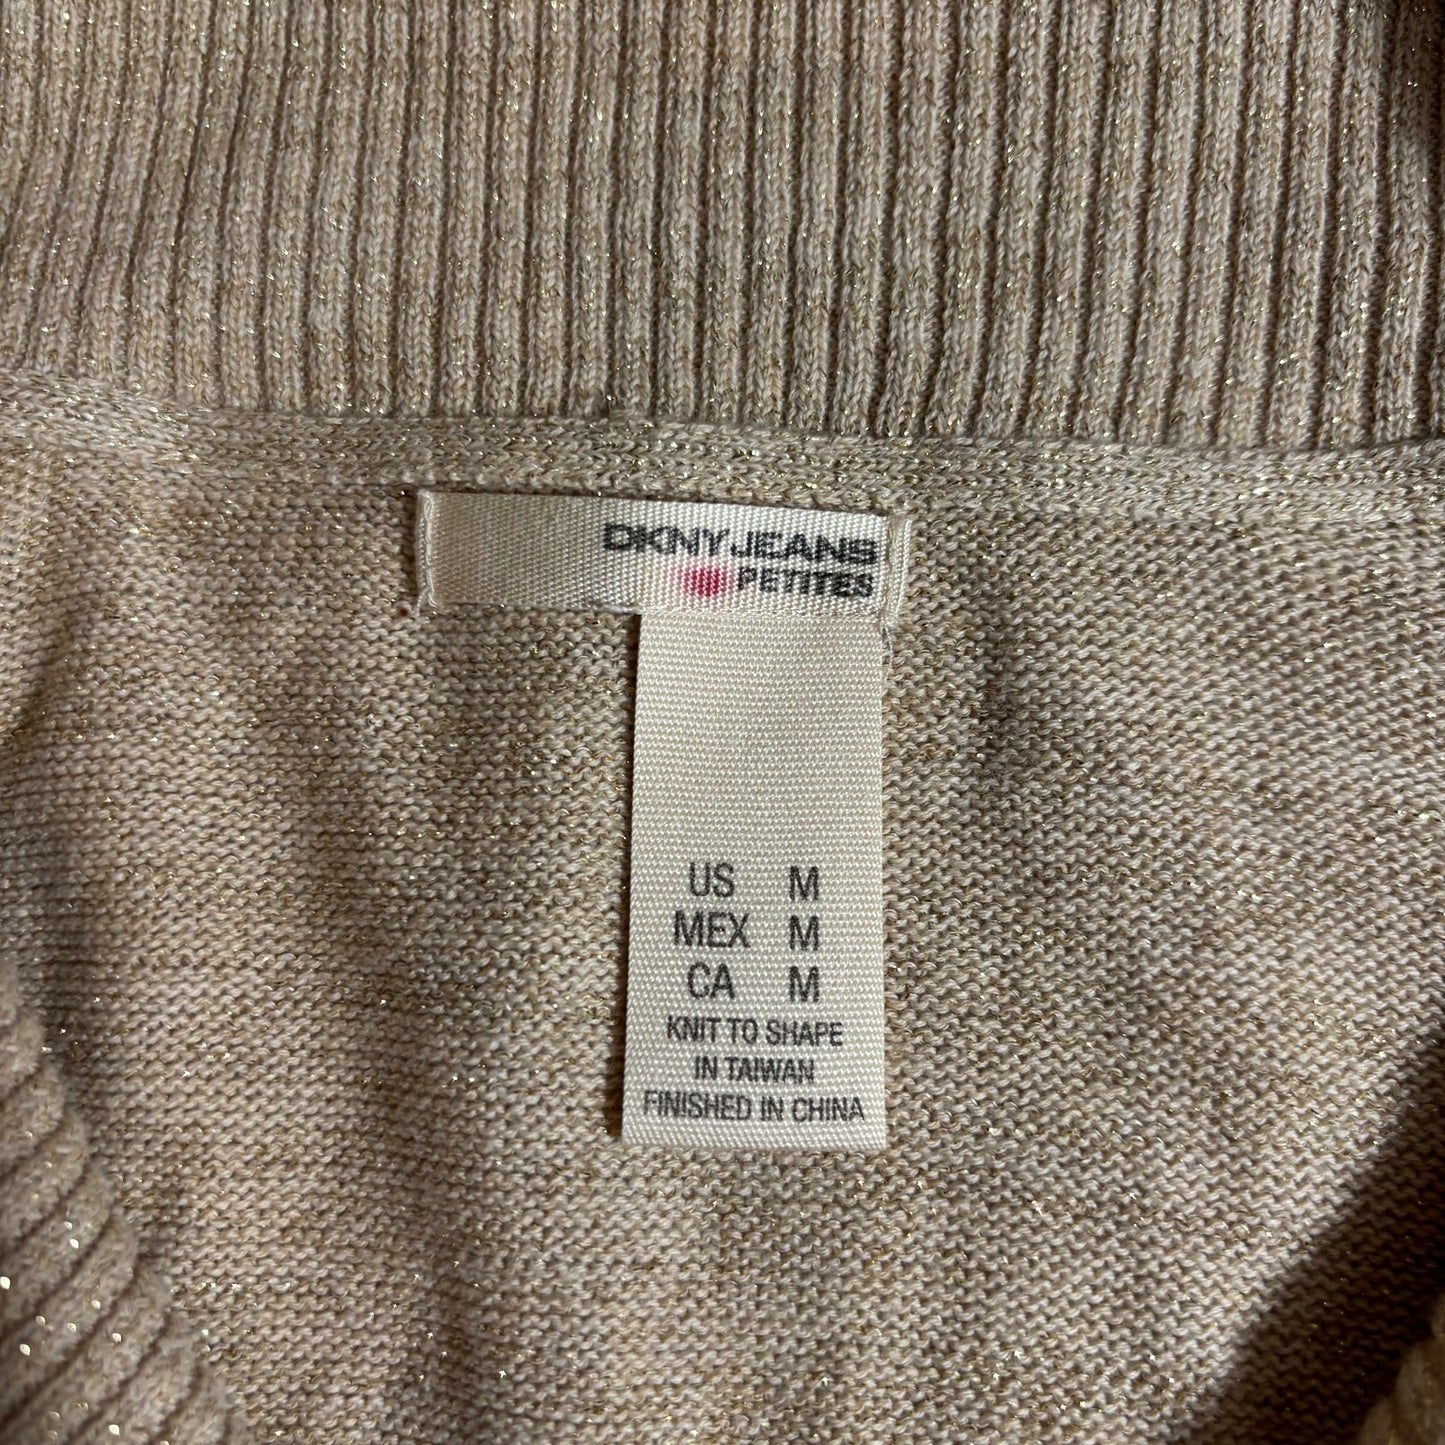 DKNY JEANS
PETITES
US M
MEX M
CA M
KNIT TO SHAPE
IN TAIWAN
FINISHED IN CHINA